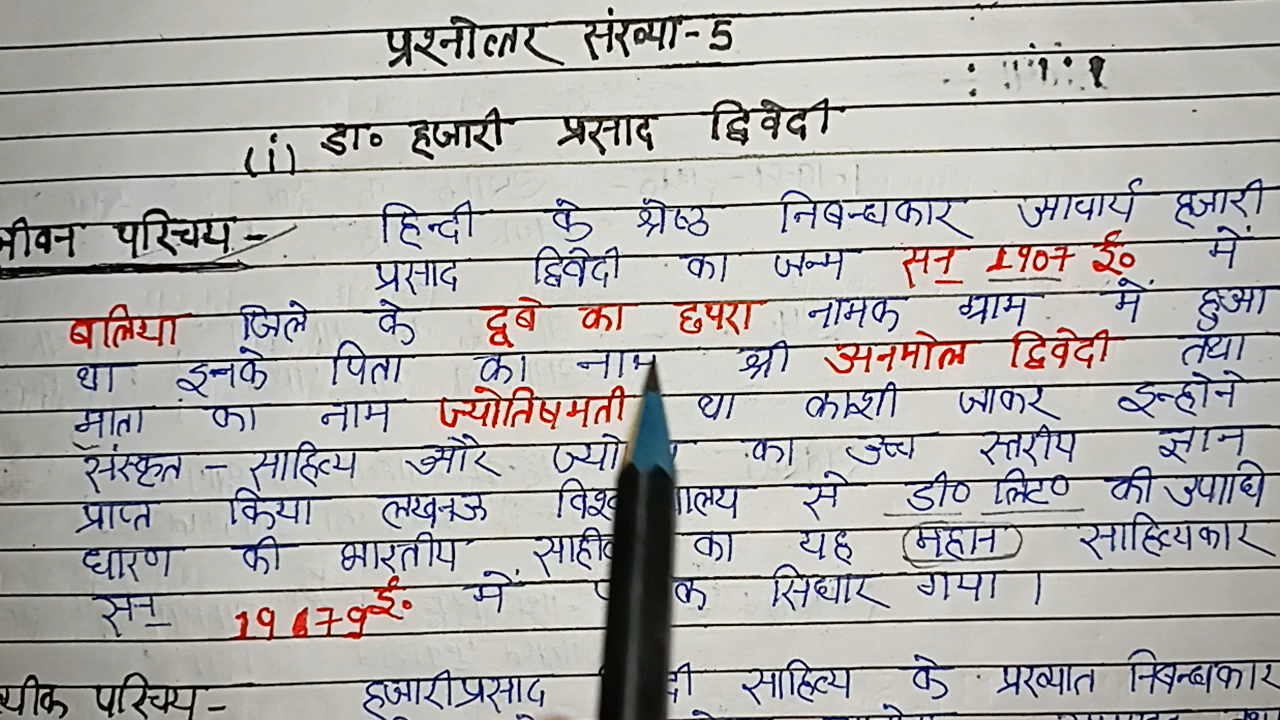 प्रश्नोत्तर संख्या-5
(i) डा० हजारी प्रसाद द्विवेदी
जीवन परिचय - हिन्दी के श्रेष्ठ निबन्धकार आचार्य हजारी
प्रसाद द्विवेदी का जन्म सन 1907 ई० में
बलिया जिले के दूबे का छपरा नामक ग्राम में हुआ
था इनके पिता का नाम श्री अनमोल द्विवेदी तथा
माता का नाम ज्योतिषमती था काशी जाकर इन्होने
संस्कृत - साहित्य और का उच्च स्तरीय ज्ञान
प्राप्त किया लखनऊ से डी० लिट० की उपाधि
धारण की भारतीय का यह महान साहित्यकार
सन 1979 ई. में सिधार गया ।
परिचय - हजारीप्रसाद साहित्य के प्रख्यात निबन्धकार